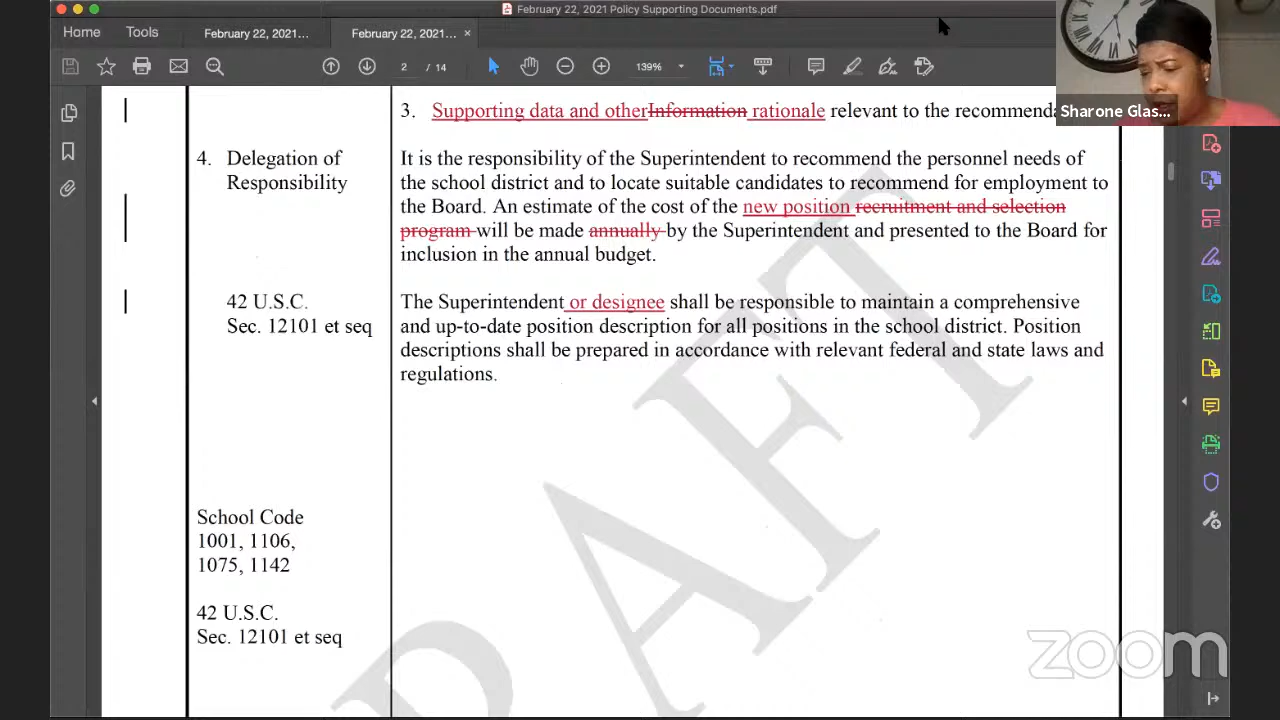 February 22, 2021 Policy Supporting Documents.pdf
Home Tools February 22, 2021... February 22, 2021... ×
2 / 14 139%
Sharone Glas...
3. Supporting data and otherInformation rationale relevant to the recommenda
4. Delegation of
Responsibility
It is the responsibility of the Superintendent to recommend the personnel needs of
the school district and to locate suitable candidates to recommend for employment to
the Board. An estimate of the cost of the new position recruitment and selection
program will be made annually by the Superintendent and presented to the Board for
inclusion in the annual budget.
42 U.S.C.
Sec. 12101 et seq
The Superintendent or designee shall be responsible to maintain a comprehensive
and up-to-date position description for all positions in the school district. Position
descriptions shall be prepared in accordance with relevant federal and state laws and
regulations.
School Code
1001, 1106,
1075, 1142
42 U.S.C.
Sec. 12101 et seq
DRAFT
zoom